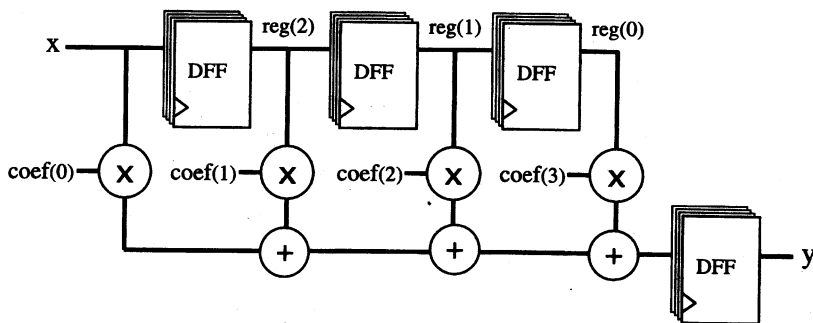 x
DFF
reg(2)
DFF
reg(1)
DFF
reg(0)
coef(0)
X
coef(1)
X
coef(2)
X
coef(3)
X
+
+
+
DFF
y